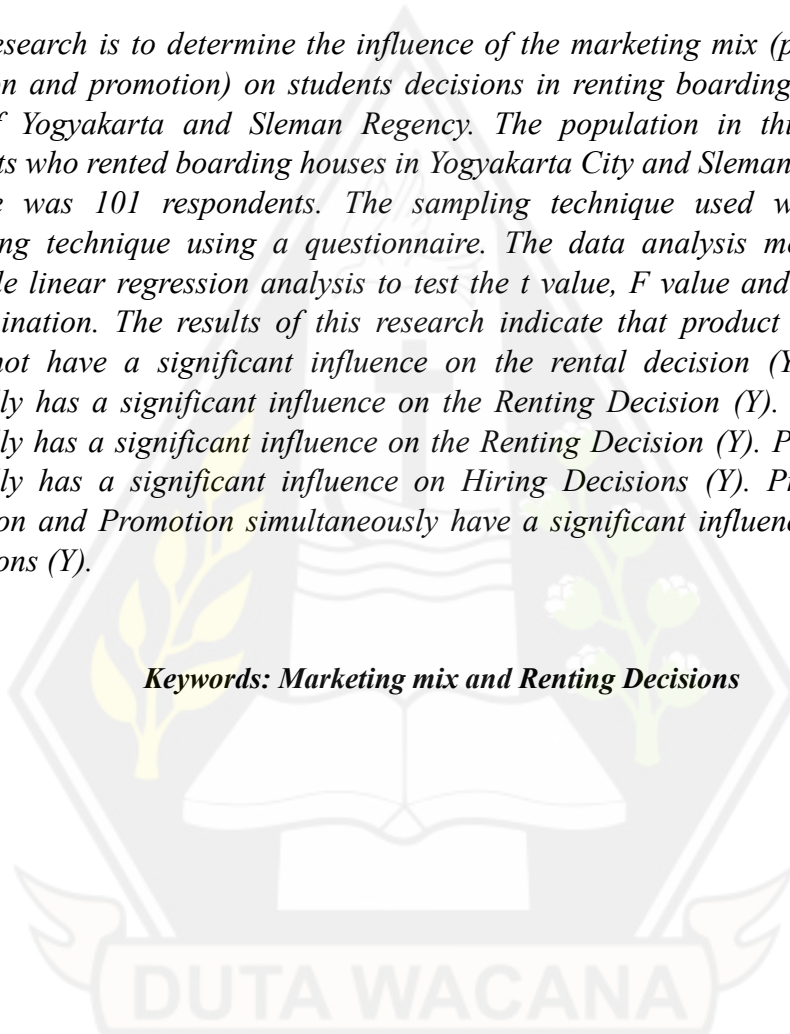 esearch is to determine the influence of the marketing mix (p
on and promotion) on students decisions in renting boarding
f Yogyakarta and Sleman Regency. The population in thi
ts who rented boarding houses in Yogyakarta City and Sleman
e was 101 respondents. The sampling technique used w
ing technique using a questionnaire. The data analysis me
le linear regression analysis to test the t value, F value and
ination. The results of this research indicate that product
not have a significant influence on the rental decision (Y
ly has a significant influence on the Renting Decision (Y).
ly has a significant influence on the Renting Decision (Y). P
ly has a significant influence on Hiring Decisions (Y). Pr
on and Promotion simultaneously have a significant influenc
ons (Y).
Keywords: Marketing mix and Renting Decisions
DUTA WACANA